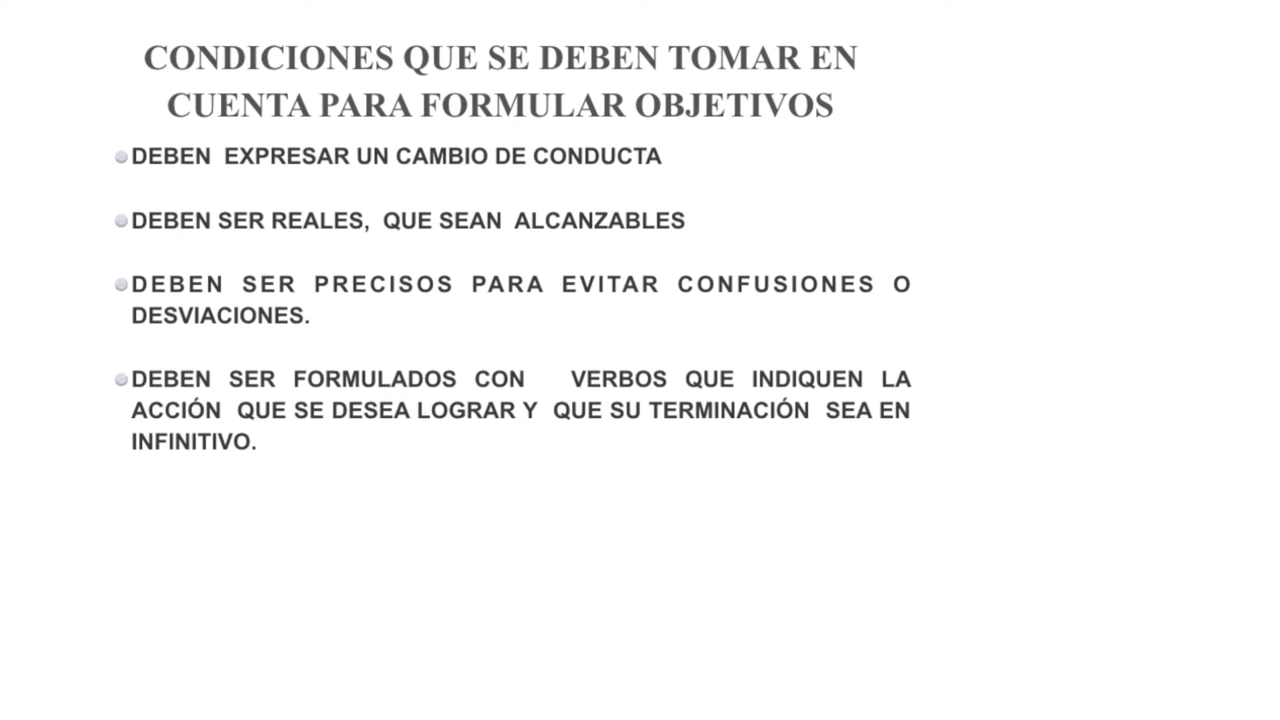 CONDICIONES QUE SE DEBEN TOMAR EN
CUENTA PARA FORMULAR OBJETIVOS
DEBEN EXPRESAR UN CAMBIO DE CONDUCTA
DEBEN SER REALES, QUE SEAN ALCANZABLES
DEBEN SER PRECISOS PARA EVITAR CONFUSIONES O
DESVIACIONES.
DEBEN SER FORMULADOS CON VERBOS QUE INDIQUEN LA
ACCIÓN QUE SE DESEA LOGRAR Y QUE SU TERMINACIÓN SEA EN
INFINITIVO.